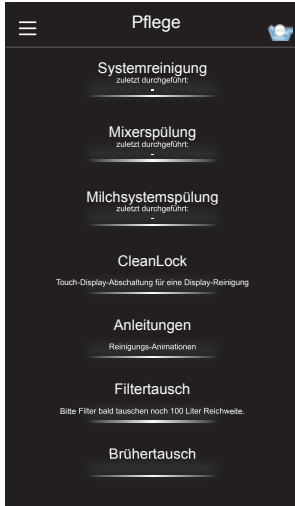 Pflege
Systemreinigung
zuletzt durchgeführt:
-
Mixerspülung
zuletzt durchgeführt:
-
Milchsystemspülung
zuletzt durchgeführt:
-
CleanLock
Touch-Display-Abschaltung für eine Display-Reinigung
Anleitungen
Reinigungs-Animationen
Filtertausch
Bitte Filter bald tauschen noch 100 Liter Reichweite.
Brühertausch